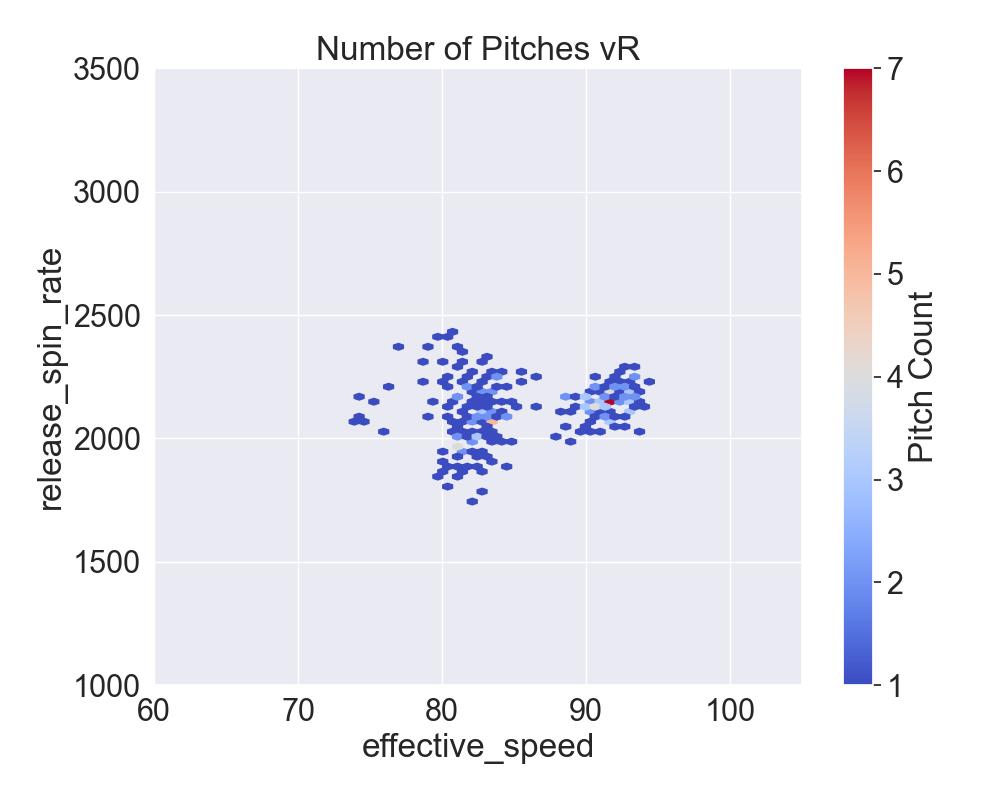 Number of Pitches vR
3500
3000
2500
2000
1500
1000
release_spin_rate
60 70 80 90 100
effective_speed
7
6
5
4
3
2
1
Pitch Count